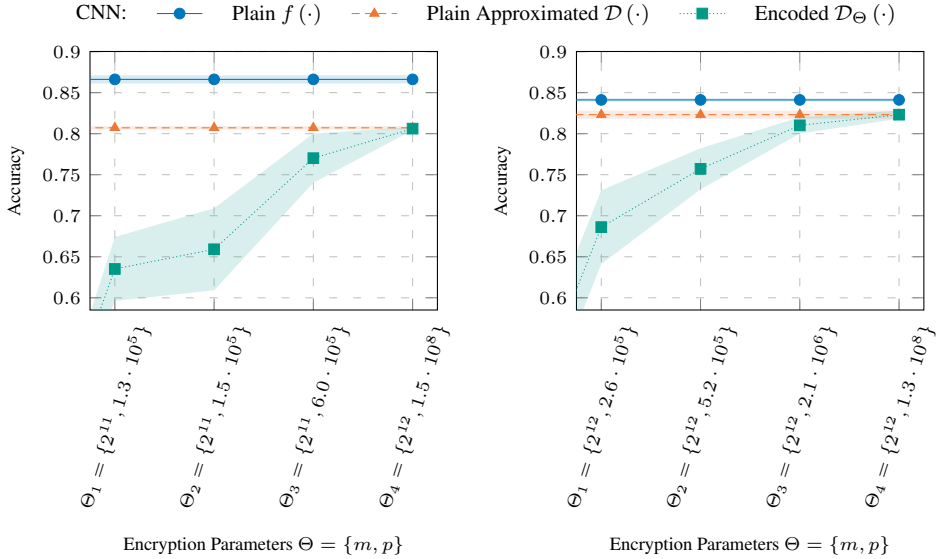 CNN: Plain f (·) Plain Approximated 𝒟 (·) Encoded 𝒟_Θ (·)
0.9
0.85
0.8
0.75
0.7
0.65
0.6
Accuracy
Θ₁ = {2¹¹, 1.3 · 10⁵}
Θ₂ = {2¹¹, 1.5 · 10⁵}
Θ₃ = {2¹¹, 6.0 · 10⁵}
Θ₄ = {2¹², 1.5 · 10⁸}
Encryption Parameters Θ = {m, p}
0.9
0.85
0.8
0.75
0.7
0.65
0.6
Accuracy
Θ₁ = {2¹², 2.6 · 10⁵}
Θ₂ = {2¹², 5.2 · 10⁵}
Θ₃ = {2¹², 2.1 · 10⁶}
Θ₄ = {2¹², 1.3 · 10⁸}
Encryption Parameters Θ = {m, p}